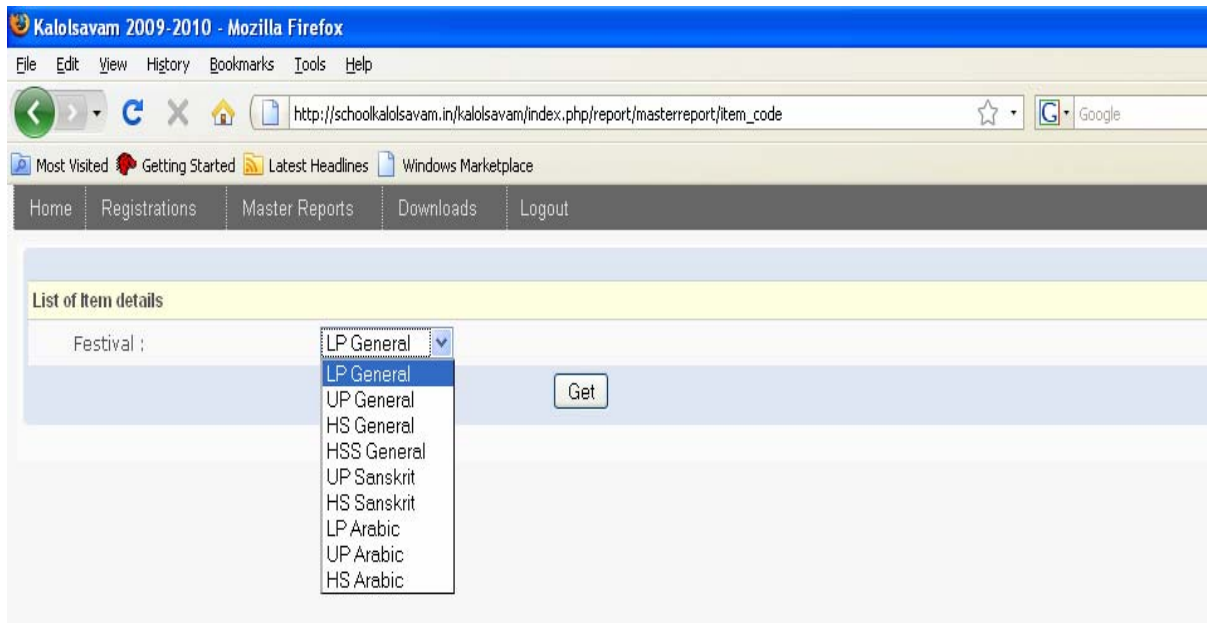 Kalolsavam 2009-2010 - Mozilla Firefox
File Edit View History Bookmarks Tools Help
http://schoolkalolsavam.in/kalolsavam/index.php/report/masterreport/item_code
G Google
Most Visited Getting Started Latest Headlines Windows Marketplace
Home Registrations Master Reports Downloads Logout
List of Item details
Festival : LP General
LP General
UP General
HS General
HSS General
UP Sanskrit
HS Sanskrit
LP Arabic
UP Arabic
HS Arabic
Get